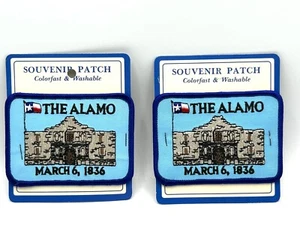 SOUVENIR PATCH
Colorfast & Washable
THE ALAMO
MARCH 6, 1836
SOUVENIR PATCH
Colorfast & Washable
THE ALAMO
MARCH 6, 1836